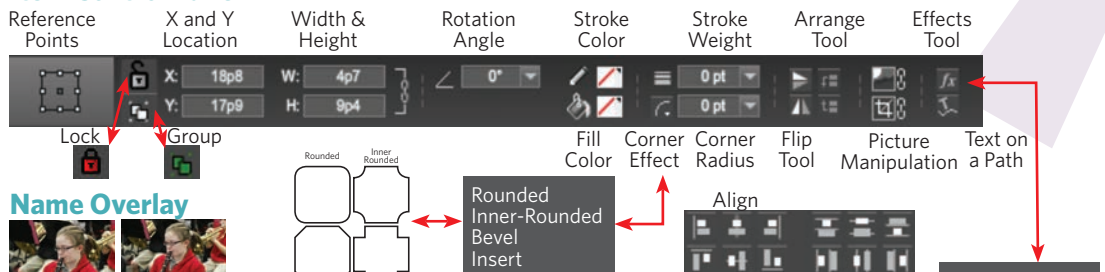 Reference Points
X and Y Location
Width & Height
Rotation Angle
Stroke Color
Stroke Weight
Arrange Tool
Effects Tool
X: 18p8 W: 4p7 0° 0 pt fx
Y: 17p9 H: 9p4 0 pt
Lock
Group
Fill Color
Corner Effect
Corner Radius
Flip Tool
Picture Manipulation
Text on a Path
Rounded
Inner Rounded
Name Overlay
Rounded
Inner-Rounded
Bevel
Insert
Align